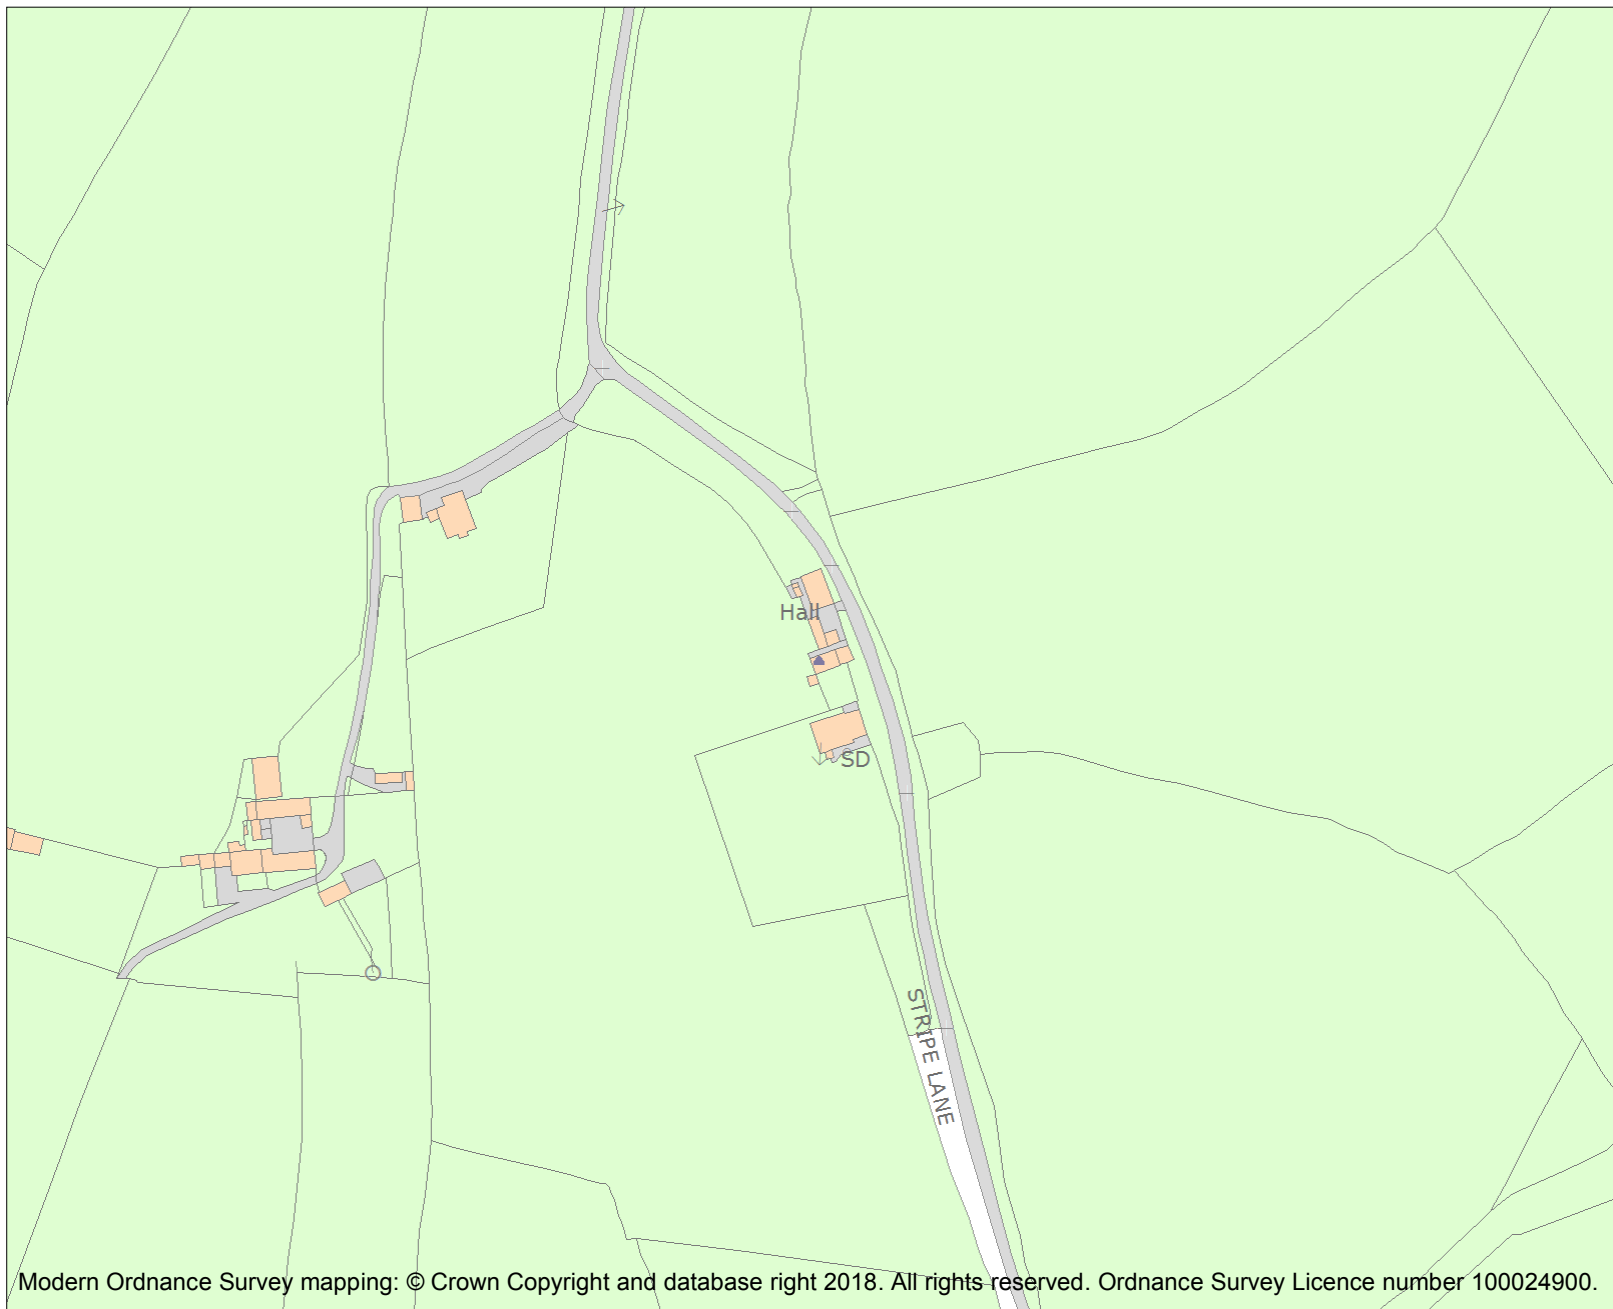 Hall
SD
STRIPE LANE
Modern Ordnance Survey mapping: © Crown Copyright and database right 2018. All rights reserved. Ordnance Survey Licence number 100024900.